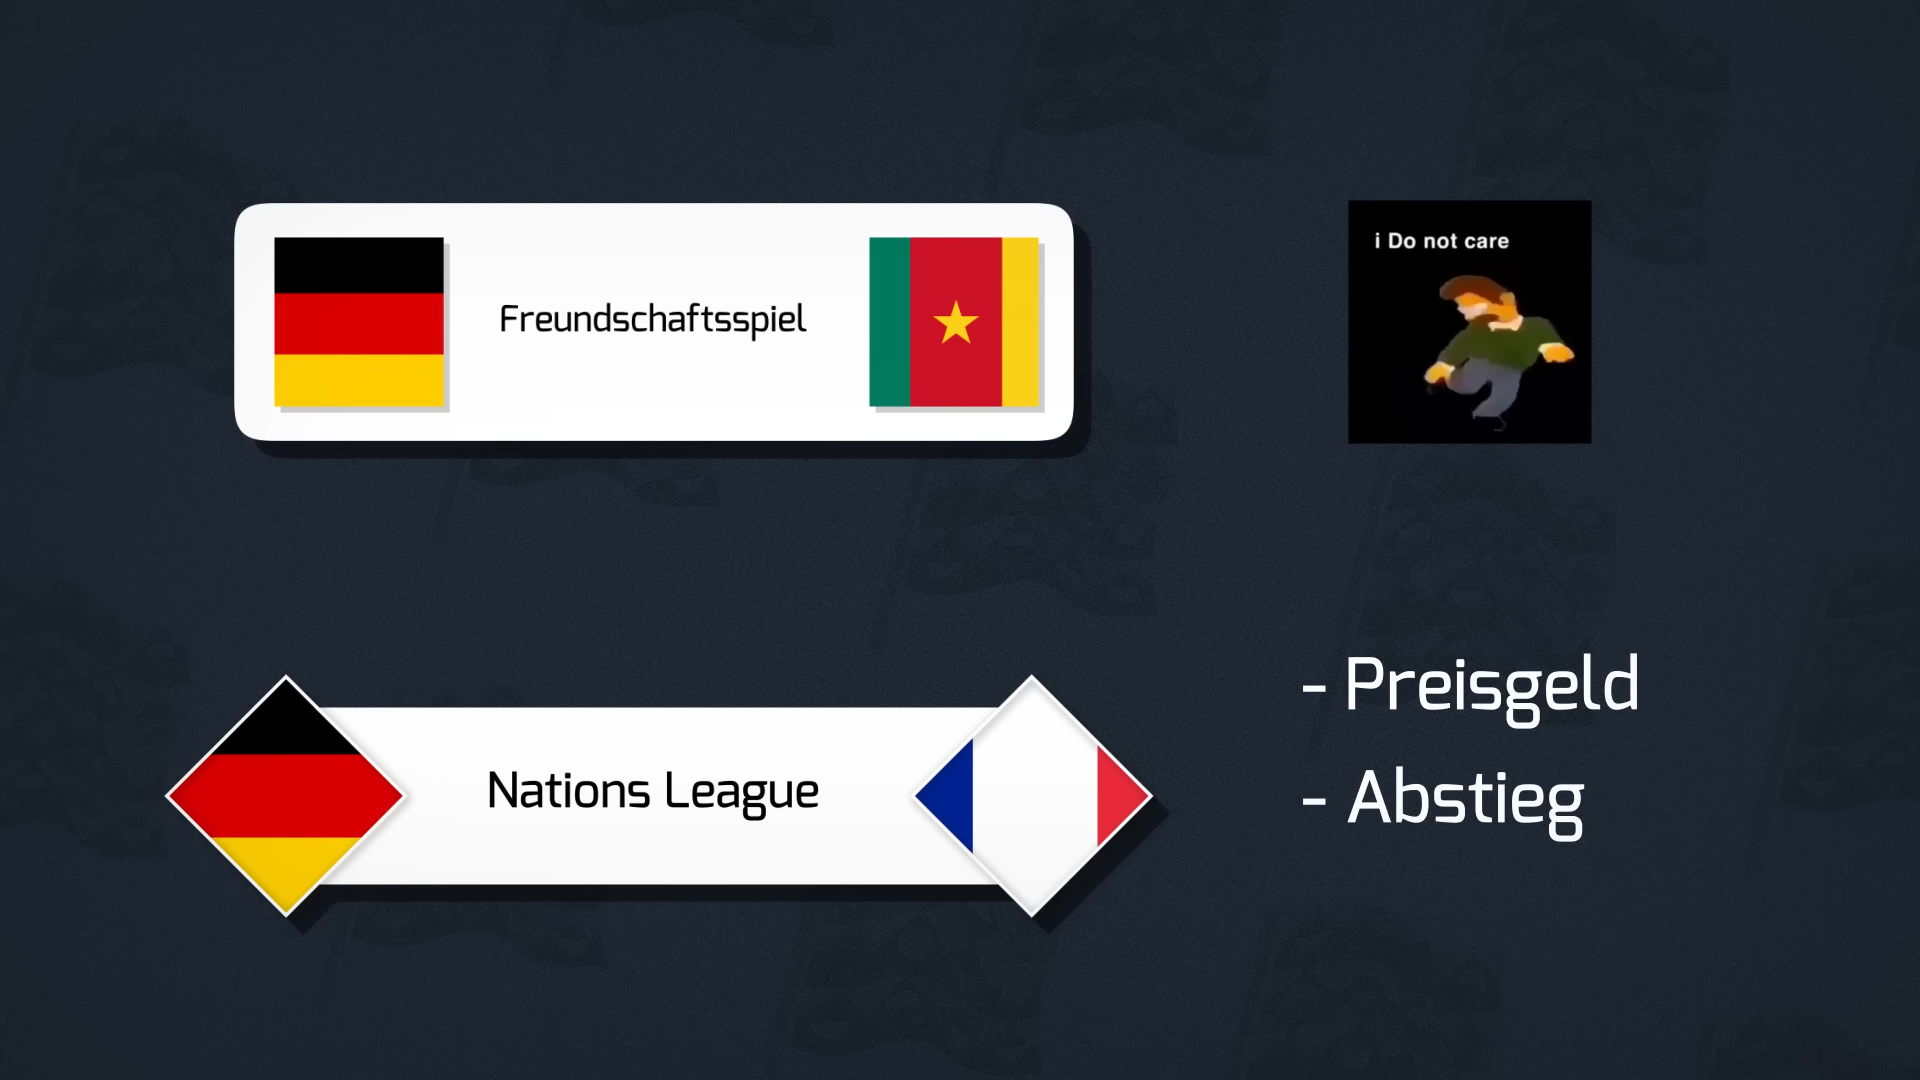 Freundschaftsspiel
i Do not care
Nations League
- Preisgeld
- Abstieg